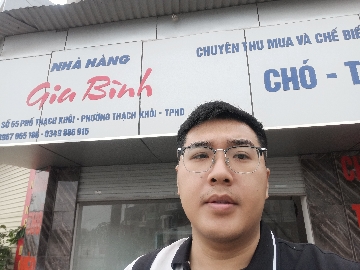 NHÀ HÀNG
Gia Bình
SỐ 65 PHỐ THẠCH KHÔI - PHƯỜNG THẠCH KHÔI - TPHD
CHUYÊN THU MUA VÀ CHẾ BIẾ
CHÓ - T